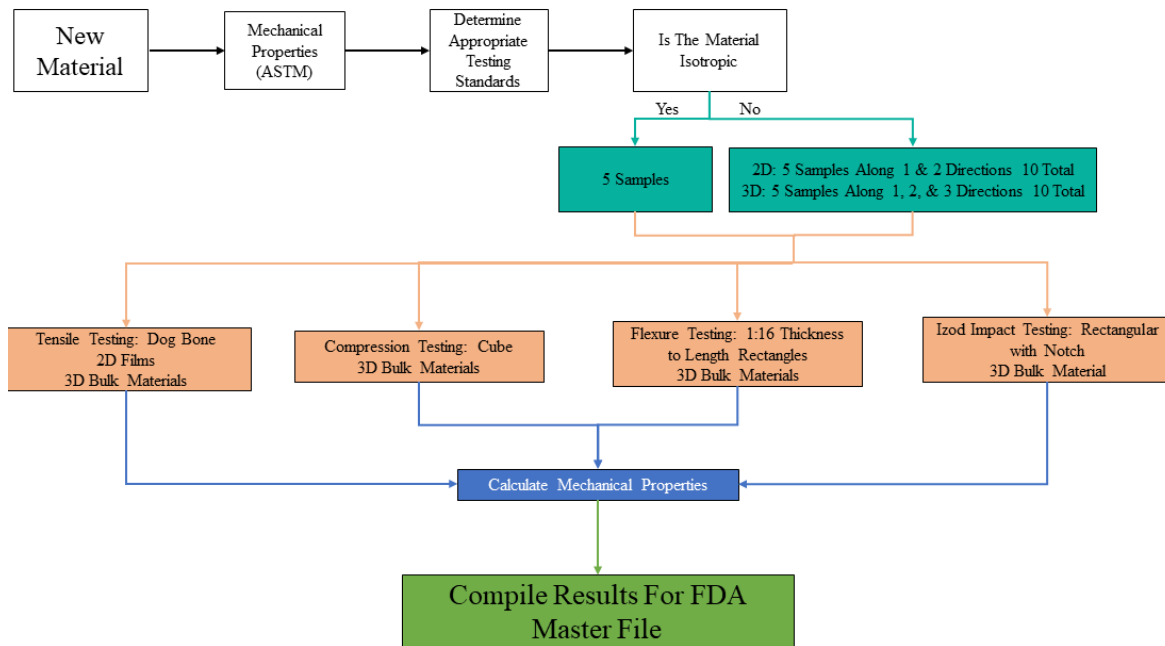 New
Material
Mechanical
Properties
(ASTM)
Determine
Appropriate
Testing
Standards
Is The Material
Isotropic
Yes
No
5 Samples
2D: 5 Samples Along 1 & 2 Directions 10 Total
3D: 5 Samples Along 1, 2, & 3 Directions 10 Total
Tensile Testing: Dog Bone
2D Films
3D Bulk Materials
Compression Testing: Cube
3D Bulk Materials
Flexure Testing: 1:16 Thickness
to Length Rectangles
3D Bulk Materials
Izod Impact Testing: Rectangular
with Notch
3D Bulk Material
Calculate Mechanical Properties
Compile Results For FDA
Master File